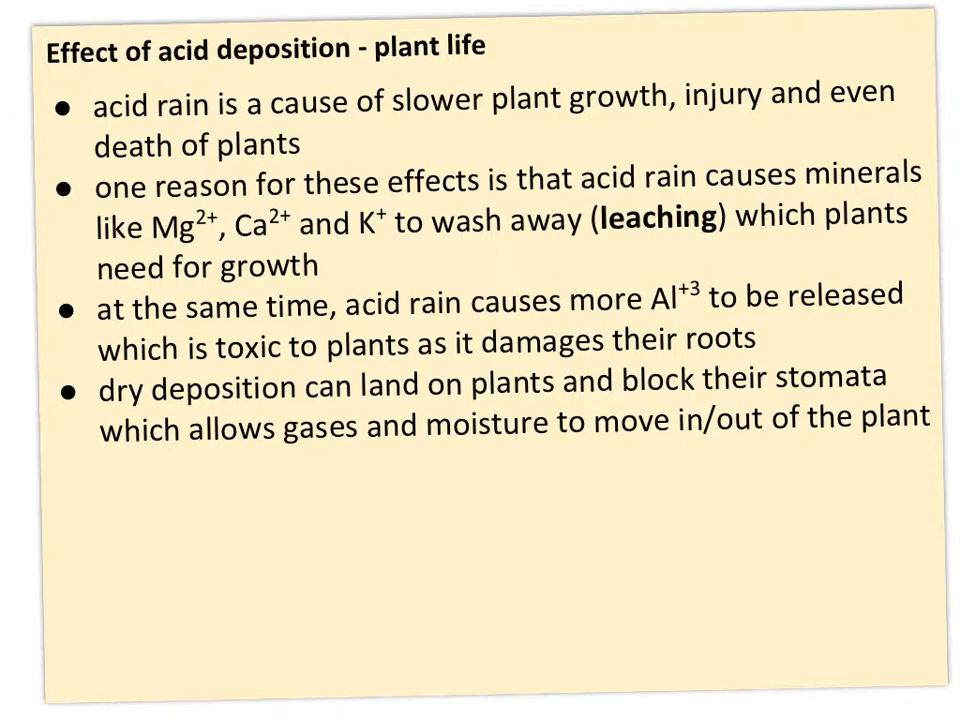 Effect of acid deposition - plant life
● acid rain is a cause of slower plant growth, injury and even
death of plants
● one reason for these effects is that acid rain causes minerals
like Mg²⁺, Ca²⁺ and K⁺ to wash away (leaching) which plants
need for growth
● at the same time, acid rain causes more Al⁺³ to be released
which is toxic to plants as it damages their roots
● dry deposition can land on plants and block their stomata
which allows gases and moisture to move in/out of the plant